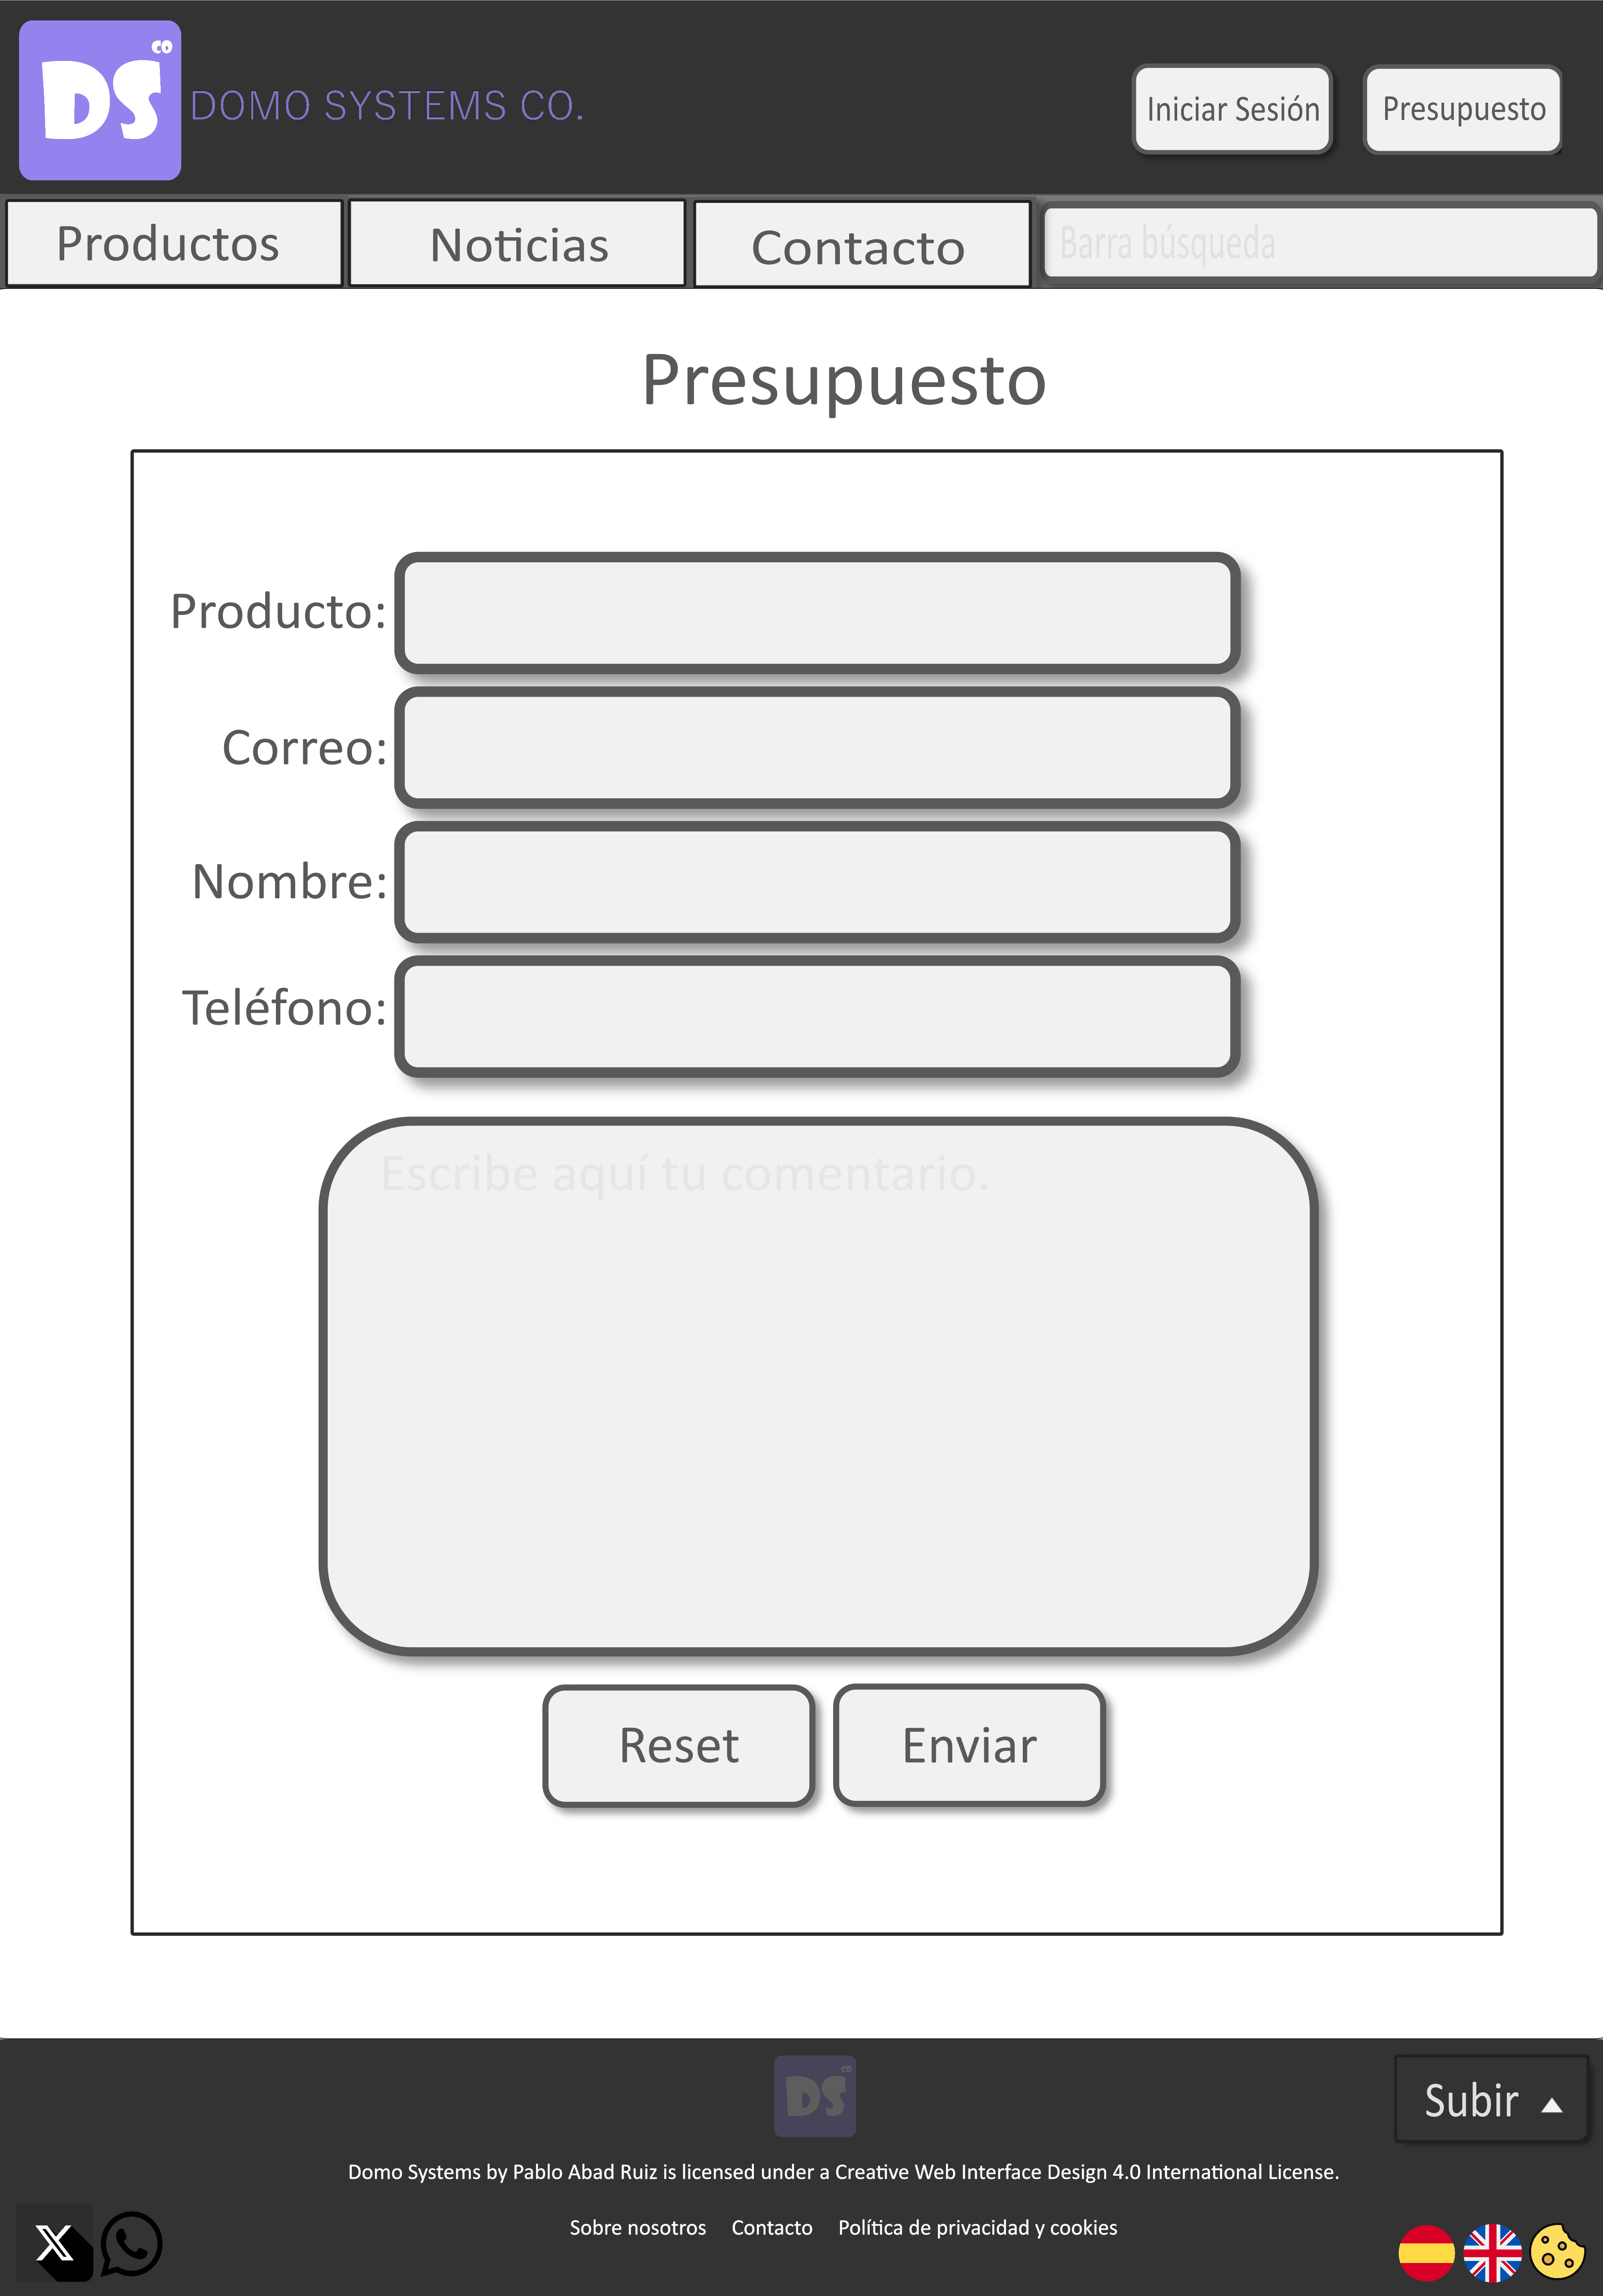 DS co
DOMO SYSTEMS CO.
Iniciar Sesión
Presupuesto
Productos
Noticias
Contacto
Barra búsqueda
Presupuesto
Producto:
Correo:
Nombre:
Teléfono:
Escribe aquí tu comentario.
Reset
Enviar
DS co
Subir
Domo Systems by Pablo Abad Ruiz is licensed under a Creative Web Interface Design 4.0 International License.
Sobre nosotros Contacto Política de privacidad y cookies
X